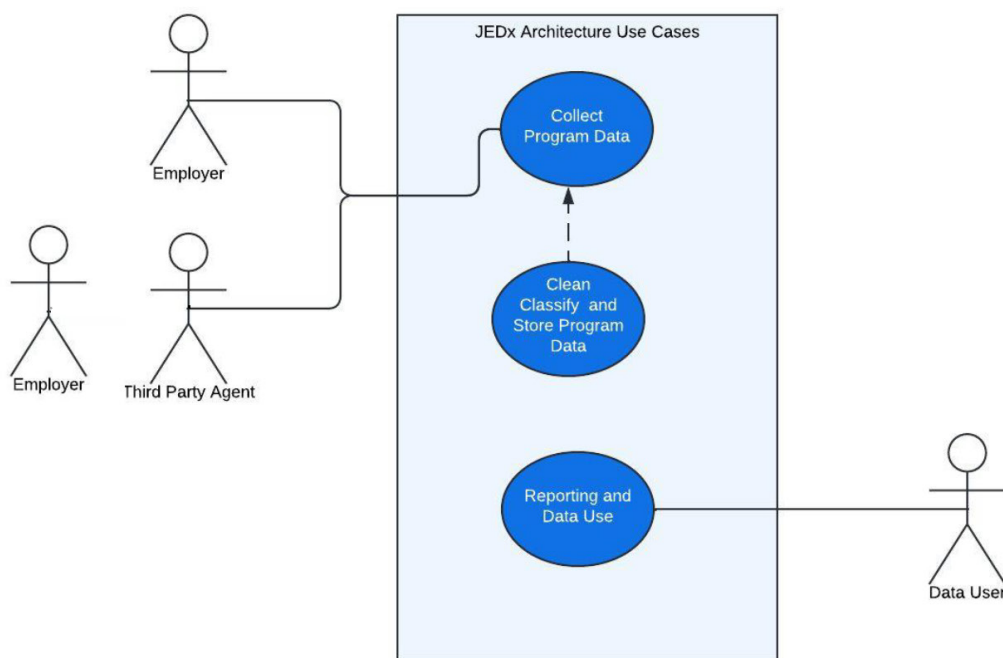 JEDx Architecture Use Cases
Collect
Program Data
Employer
Clean
Classify and
Store Program
Data
Employer
Third Party Agent
Reporting and
Data Use
Data User